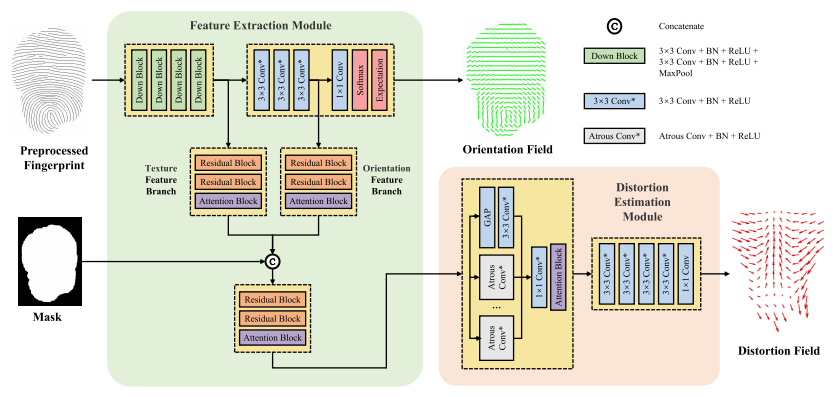 Feature Extraction Module
Down Block
Down Block
Down Block
Down Block
3×3 Conv*
3×3 Conv*
3×3 Conv*
1×1 Conv
Softmax
Expectation
C
Concatenate
Down Block
3×3 Conv + BN + ReLU +
3×3 Conv + BN + ReLU +
MaxPool
3×3 Conv*
3×3 Conv + BN + ReLU
Atrous Conv*
Atrous Conv + BN + ReLU
Preprocessed
Fingerprint
Orientation Field
Texture
Feature
Branch
Residual Block
Residual Block
Attention Block
Residual Block
Residual Block
Attention Block
Orientation
Feature
Branch
Mask
C
Residual Block
Residual Block
Attention Block
Distortion
Estimation
Module
GAP
3×3 Conv*
Atrous
Conv*
...
Atrous
Conv*
1×1 Conv*
Attention Block
3×3 Conv*
3×3 Conv*
3×3 Conv*
3×3 Conv*
1×1 Conv
Distortion Field